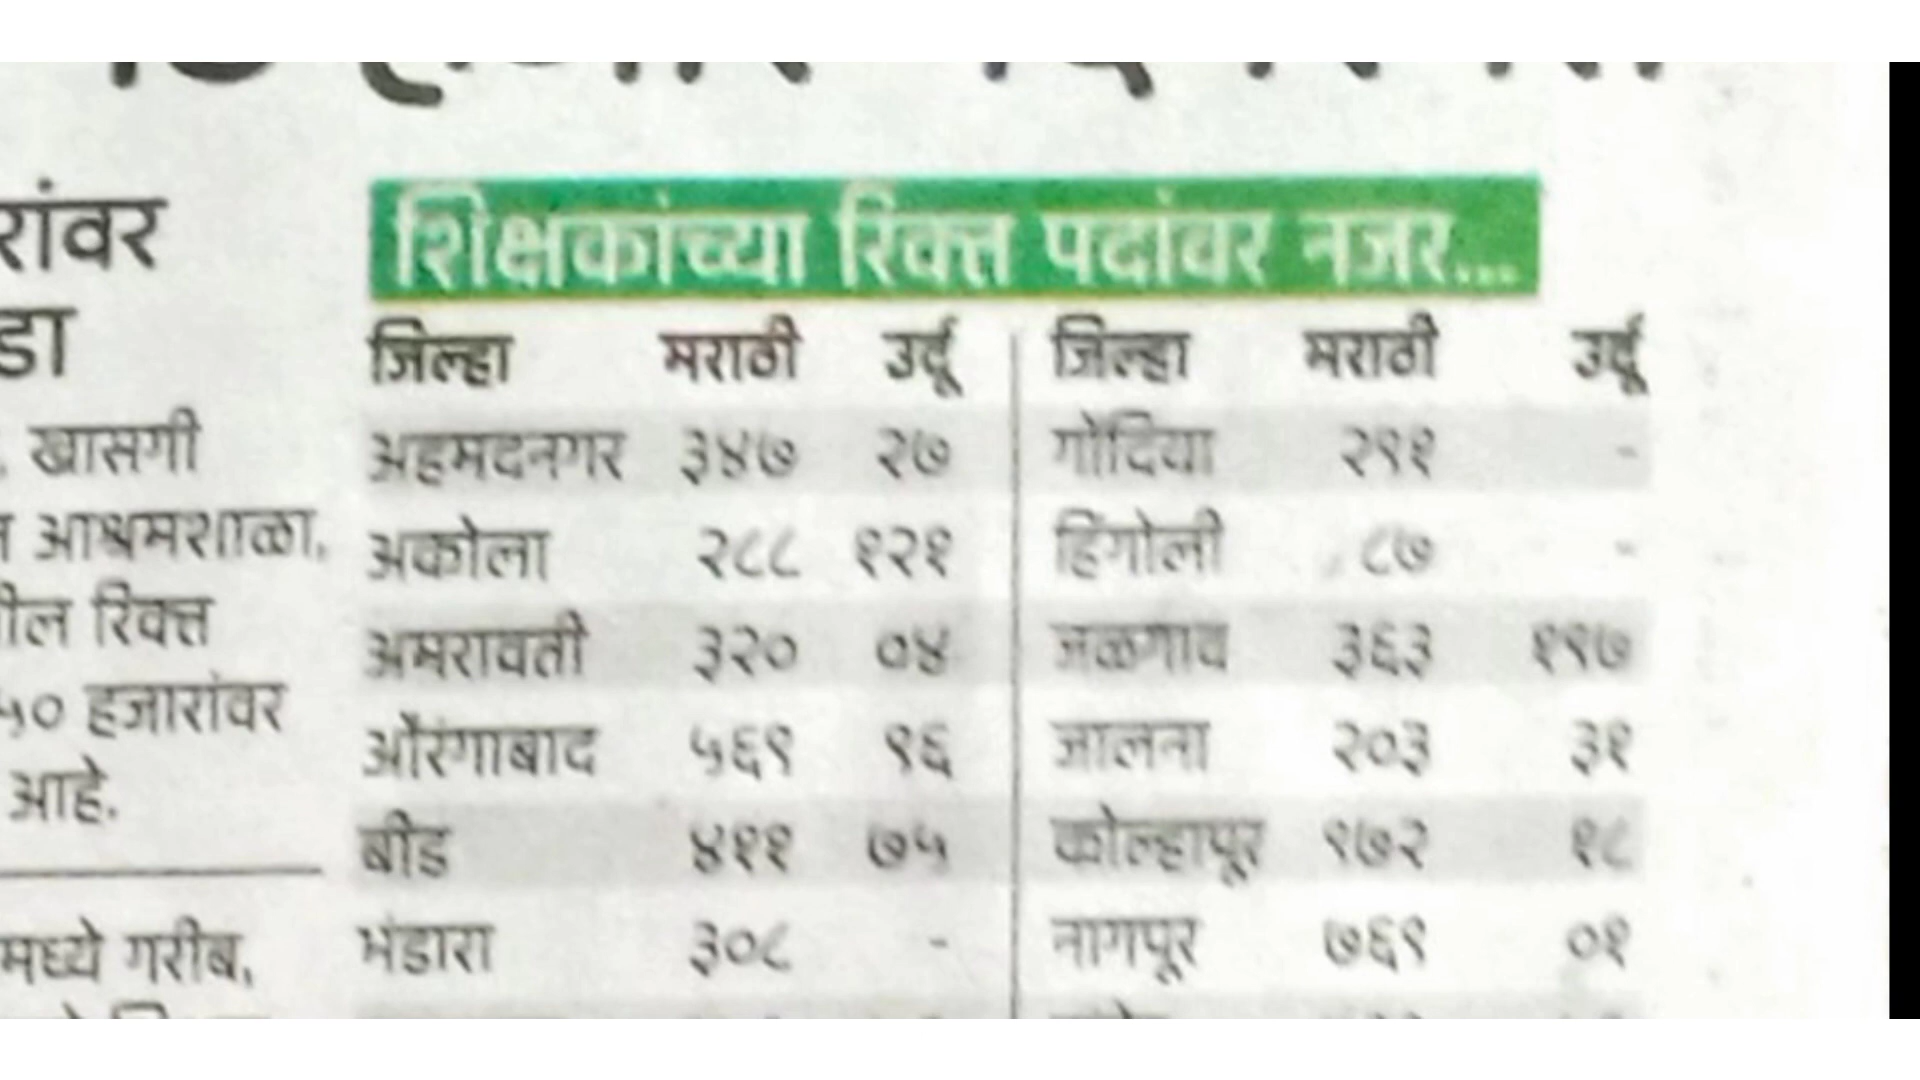 रांवर
डा
. खासगी
आश्रमशाळा,
ील रिक्त
५० हजारांवर
आहे.
मध्ये गरीब,
शिक्षकांच्या रिक्त पदांवर नजर...
जिल्हा मराठी उर्दू
अहमदनगर ३४७ २७
अकोला २८८ १२१
अमरावती ३२० ०४
औरंगाबाद ५६९ ९६
बीड ४११ ७५
भंडारा ३०८ -
जिल्हा मराठी उर्दू
गोंदिया २९१ -
हिंगोली ८७ -
जळगाव ३६३ १९७
जालना २०३ ३१
कोल्हापूर ९७२ १८
नागपूर ७६९ ०१